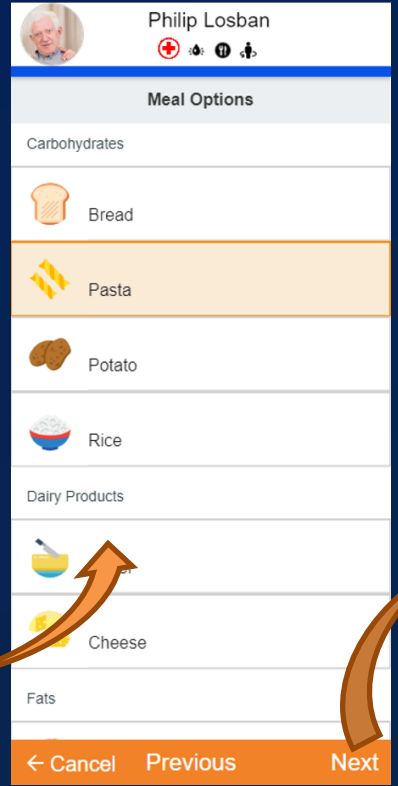 Philip Losban
Meal Options
Carbohydrates
Bread
Pasta
Potato
Rice
Dairy Products
Cheese
Fats
← Cancel Previous Next